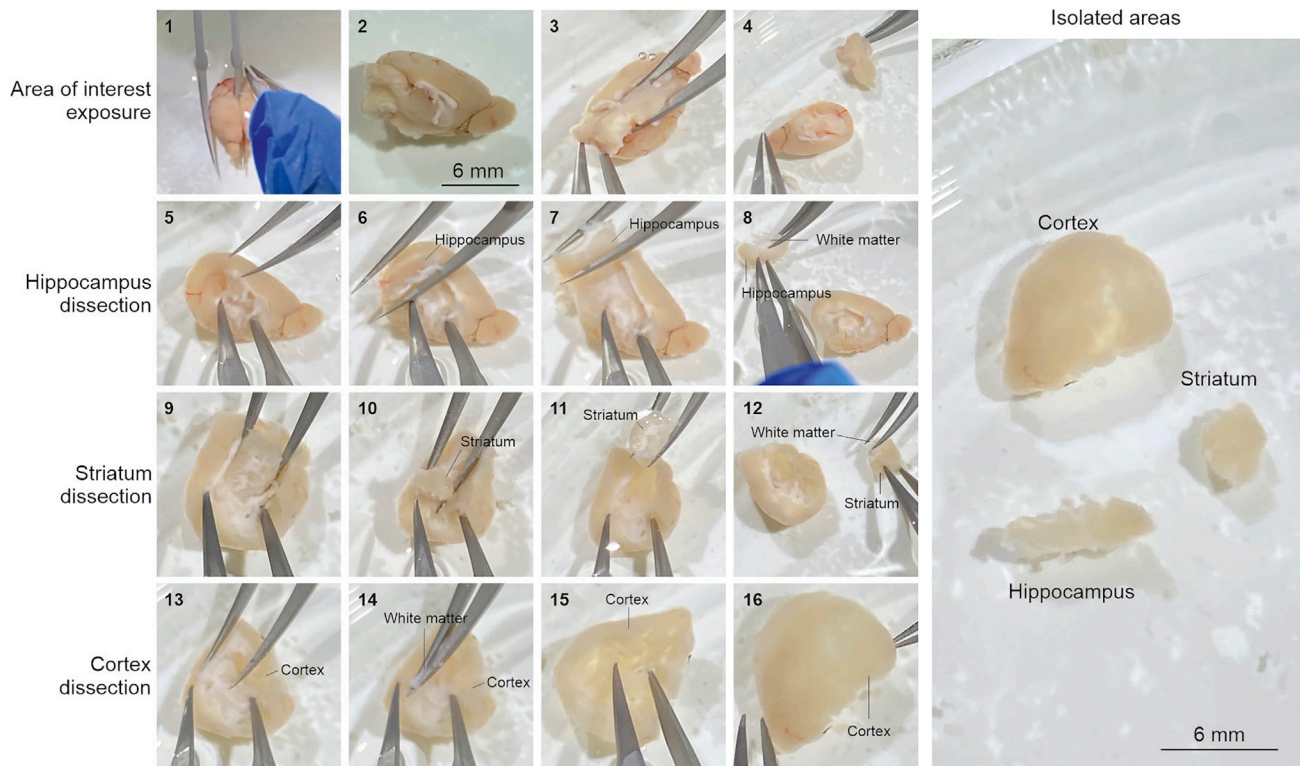 Isolated areas
Area of interest
exposure
1
2
6 mm
3
4
Hippocampus
dissection
5
6
Hippocampus
7
Hippocampus
8
White matter
Hippocampus
Striatum
dissection
9
10
Striatum
11
Striatum
12
White matter
Striatum
Cortex
dissection
13
Cortex
14
White matter
Cortex
15
Cortex
16
Cortex
Cortex
Striatum
Hippocampus
6 mm